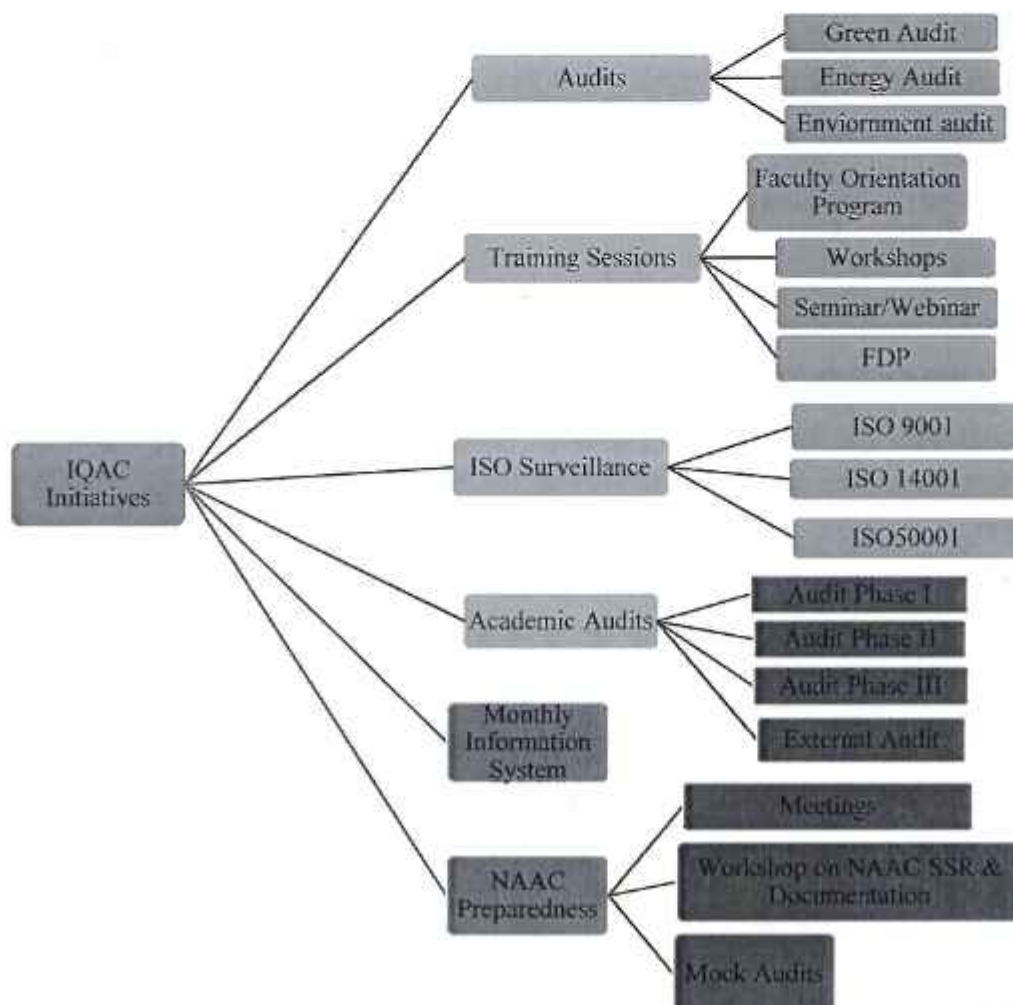 Green Audit
Audits
Energy Audit
Enviornment audit
Faculty Orientation
Program
Training Sessions
Workshops
Seminar/Webinar
FDP
IQAC
Initiatives
ISO Surveillance
ISO 9001
ISO 14001
ISO50001
Academic Audits
Audit Phase I
Audit Phase II
Audit Phase III
External Audit
Monthly
Information
System
NAAC
Preparedness
Meetings
Workshop on NAAC SSR &
Documentation
Mock Audits